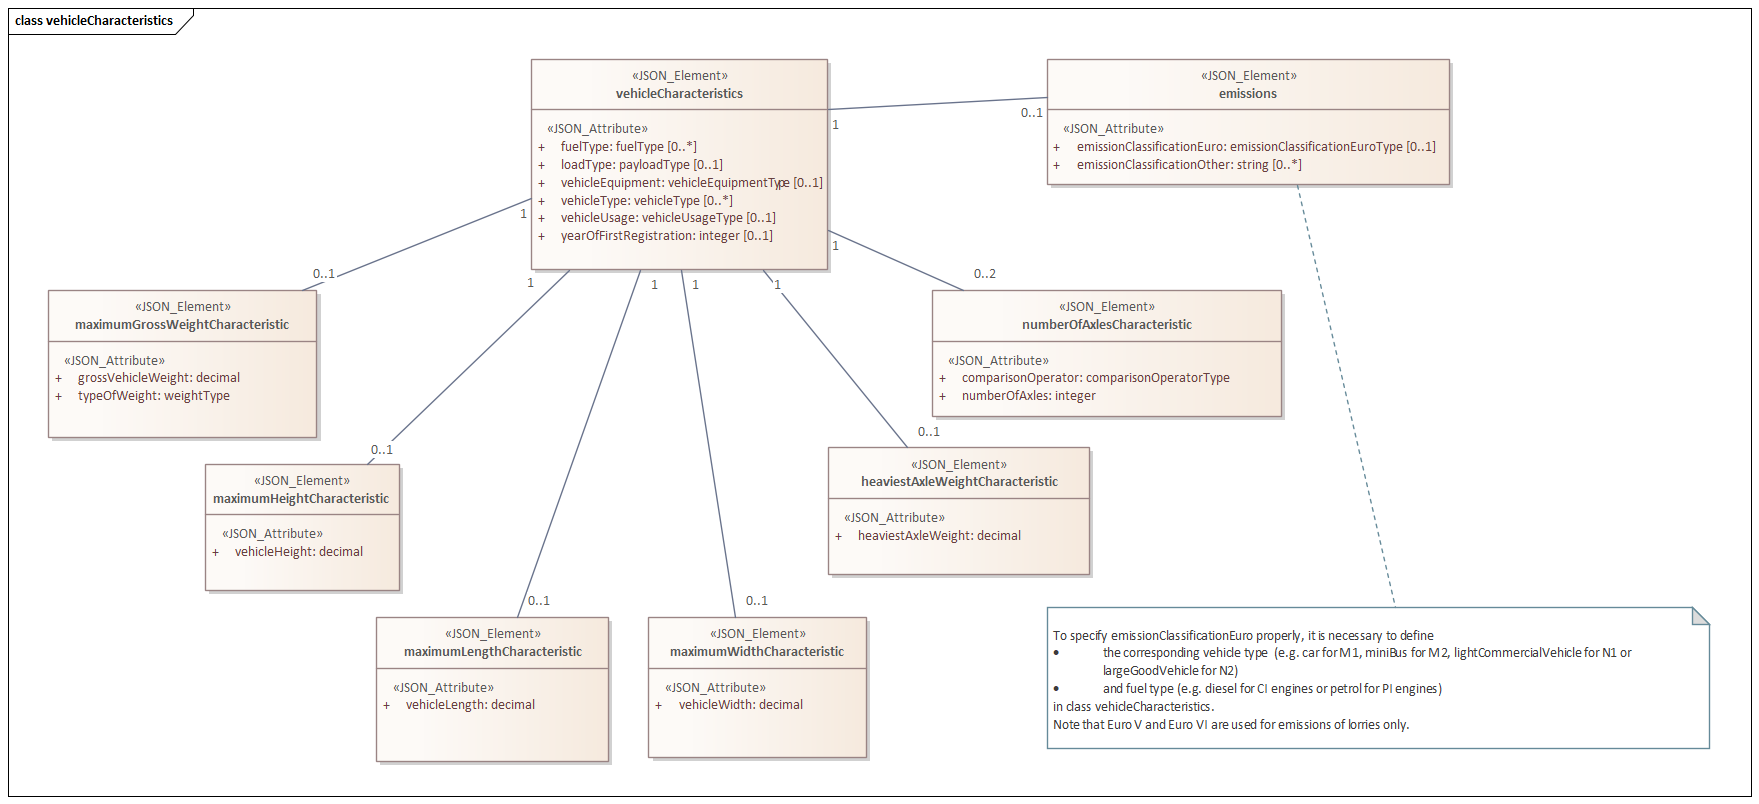 class vehicleCharacteristics
«JSON_Element»
vehicleCharacteristics
«JSON_Attribute»
+ fuelType: fuelType [0..*]
+ loadType: payloadType [0..1]
+ vehicleEquipment: vehicleEquipmentType [0..1]
+ vehicleType: vehicleType [0..*]
+ vehicleUsage: vehicleUsageType [0..1]
+ yearOfFirstRegistration: integer [0..1]
«JSON_Element»
emissions
«JSON_Attribute»
+ emissionClassificationEuro: emissionClassificationEuroType [0..1]
+ emissionClassificationOther: string [0..*]
1
0..1
1
0..1
1
0..2
1
0..1
1
0..1
1
0..1
1
0..1
«JSON_Element»
maximumGrossWeightCharacteristic
«JSON_Attribute»
+ grossVehicleWeight: decimal
+ typeOfWeight: weightType
«JSON_Element»
numberOfAxlesCharacteristic
«JSON_Attribute»
+ comparisonOperator: comparisonOperatorType
+ numberOfAxles: integer
«JSON_Element»
maximumHeightCharacteristic
«JSON_Attribute»
+ vehicleHeight: decimal
«JSON_Element»
heaviestAxleWeightCharacteristic
«JSON_Attribute»
+ heaviestAxleWeight: decimal
«JSON_Element»
maximumLengthCharacteristic
«JSON_Attribute»
+ vehicleLength: decimal
«JSON_Element»
maximumWidthCharacteristic
«JSON_Attribute»
+ vehicleWidth: decimal
To specify emissionClassificationEuro properly, it is necessary to define
• the corresponding vehicle type (e.g. car for M1, miniBus for M2, lightCommercialVehicle for N1 or
largeGoodVehicle for N2)
• and fuel type (e.g. diesel for CI engines or petrol for PI engines)
in class vehicleCharacteristics.
Note that Euro V and Euro VI are used for emissions of lorries only.